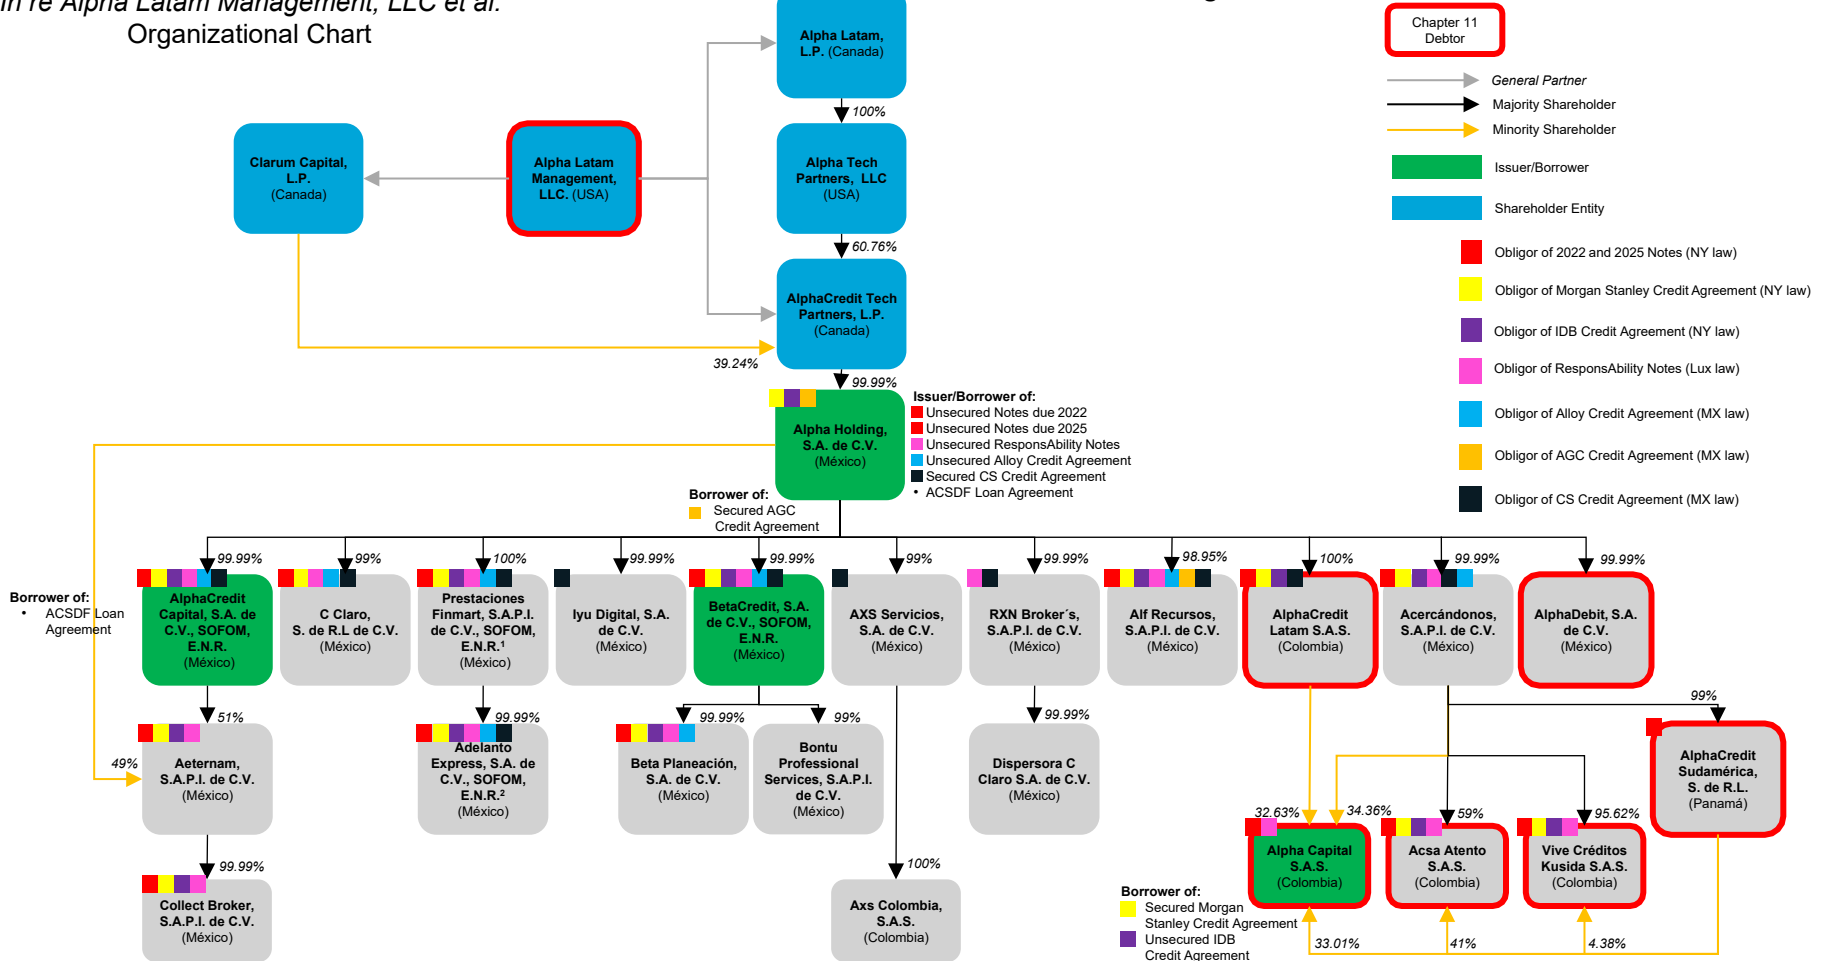 In re Alpha Latam Management, LLC et al.
Organizational Chart
Chapter 11
Debtor
General Partner
Majority Shareholder
Minority Shareholder
Issuer/Borrower
Shareholder Entity
Obligor of 2022 and 2025 Notes (NY law)
Obligor of Morgan Stanley Credit Agreement (NY law)
Obligor of IDB Credit Agreement (NY law)
Obligor of ResponsAbility Notes (Lux law)
Obligor of Alloy Credit Agreement (MX law)
Obligor of AGC Credit Agreement (MX law)
Obligor of CS Credit Agreement (MX law)
Alpha Latam,
L.P. (Canada)
100%
Clarum Capital,
L.P.
(Canada)
Alpha Latam
Management,
LLC. (USA)
Alpha Tech
Partners, LLC
(USA)
60.76%
AlphaCredit Tech
Partners, L.P.
(Canada)
39.24%
99.99%
Alpha Holding,
S.A. de C.V.
(México)
Issuer/Borrower of:
Unsecured Notes due 2022
Unsecured Notes due 2025
Unsecured ResponsAbility Notes
Unsecured Alloy Credit Agreement
Secured CS Credit Agreement
• ACSDF Loan Agreement
Borrower of:
Secured AGC
Credit Agreement
99.99%
99%
100%
99.99%
99.99%
99%
99.99%
98.95%
100%
99.99%
99.99%
Borrower of:
• ACSDF Loan
Agreement
AlphaCredit
Capital, S.A. de
C.V., SOFOM,
E.N.R.
(México)
C Claro,
S. de R.L de C.V.
(México)
Prestaciones
Finmart, S.A.P.I.
de C.V., SOFOM,
E.N.R.¹
(México)
Iyu Digital, S.A.
de C.V.
(México)
BetaCredit, S.A.
de C.V., SOFOM,
E.N.R.
(México)
AXS Servicios,
S.A. de C.V.
(México)
RXN Broker´s,
S.A.P.I. de C.V.
(México)
Alf Recursos,
S.A.P.I. de C.V.
(México)
AlphaCredit
Latam S.A.S.
(Colombia)
Acercándonos,
S.A.P.I. de C.V.
(México)
AlphaDebit, S.A.
de C.V.
(México)
51%
99.99%
99.99%
99%
99.99%
99%
49%
Aeternam,
S.A.P.I. de C.V.
(México)
Adelanto
Express, S.A. de
C.V., SOFOM,
E.N.R.²
(México)
Beta Planeación,
S.A. de C.V.
(México)
Bontu
Professional
Services, S.A.P.I.
de C.V.
(México)
Dispersora C
Claro S.A. de C.V.
(México)
AlphaCredit
Sudamérica,
S. de R.L.
(Panamá)
99.99%
100%
32.63%
34.36%
59%
95.62%
Collect Broker,
S.A.P.I. de C.V.
(México)
Axs Colombia,
S.A.S.
(Colombia)
Alpha Capital
S.A.S.
(Colombia)
Acsa Atento
S.A.S.
(Colombia)
Vive Créditos
Kusida S.A.S.
(Colombia)
Borrower of:
Secured Morgan
Stanley Credit Agreement
Unsecured IDB
Credit Agreement
33.01%
41%
4.38%